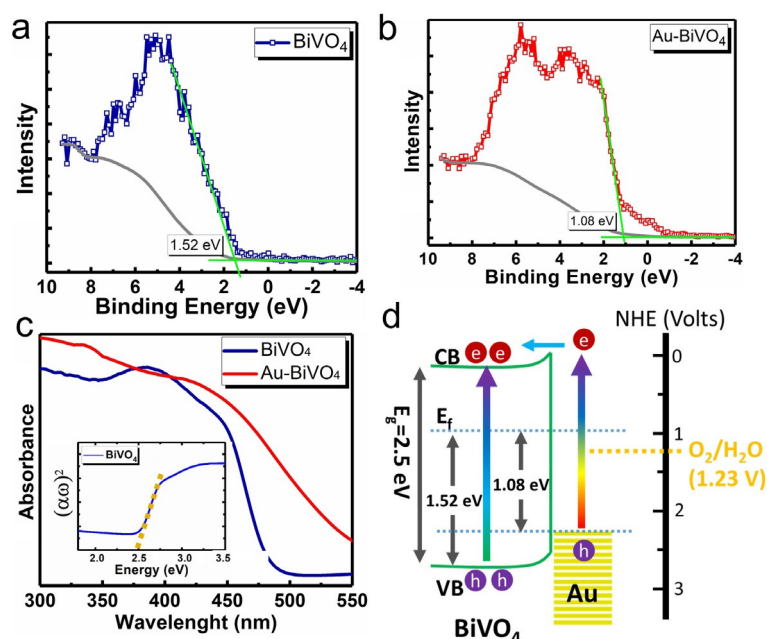 a
BiVO₄
Intensity
1.52 eV
10 8 6 4 2 0 -2 -4
Binding Energy (eV)
b
Au-BiVO₄
Intensity
1.08 eV
10 8 6 4 2 0 -2 -4
Binding Energy (eV)
c
BiVO₄
Au-BiVO₄
Absorbance
BiVO₄
(αω)²
2.0 2.5 3.0 3.5
Energy (eV)
300 350 400 450 500 550
Wavelenght (nm)
d
NHE (Volts)
CB
e e
e
0
E_f
E_g=2.5 eV
1
O₂/H₂O
(1.23 V)
1.52 eV
1.08 eV
2
h
h h
VB
Au
3
BiVO₄